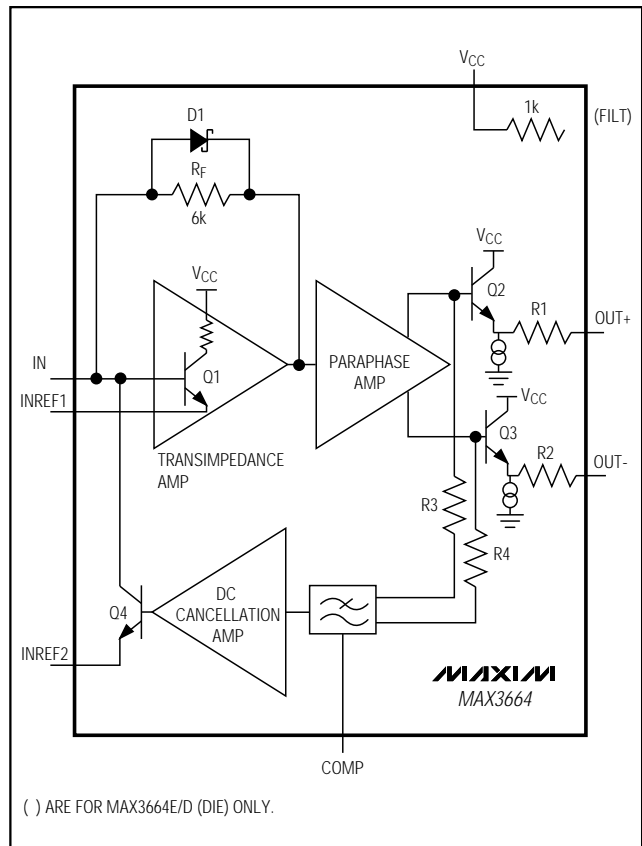 VCC
1k
(FILT)
D1
RF
6k
VCC
VCC
Q2
R1
OUT+
IN
Q1
PARAPHASE
AMP
INREF1
VCC
Q3
TRANSIMPEDANCE
AMP
R2
OUT-
R3
R4
DC
CANCELLATION
AMP
Q4
INREF2
MAXIM
MAX3664
COMP
( ) ARE FOR MAX3664E/D (DIE) ONLY.